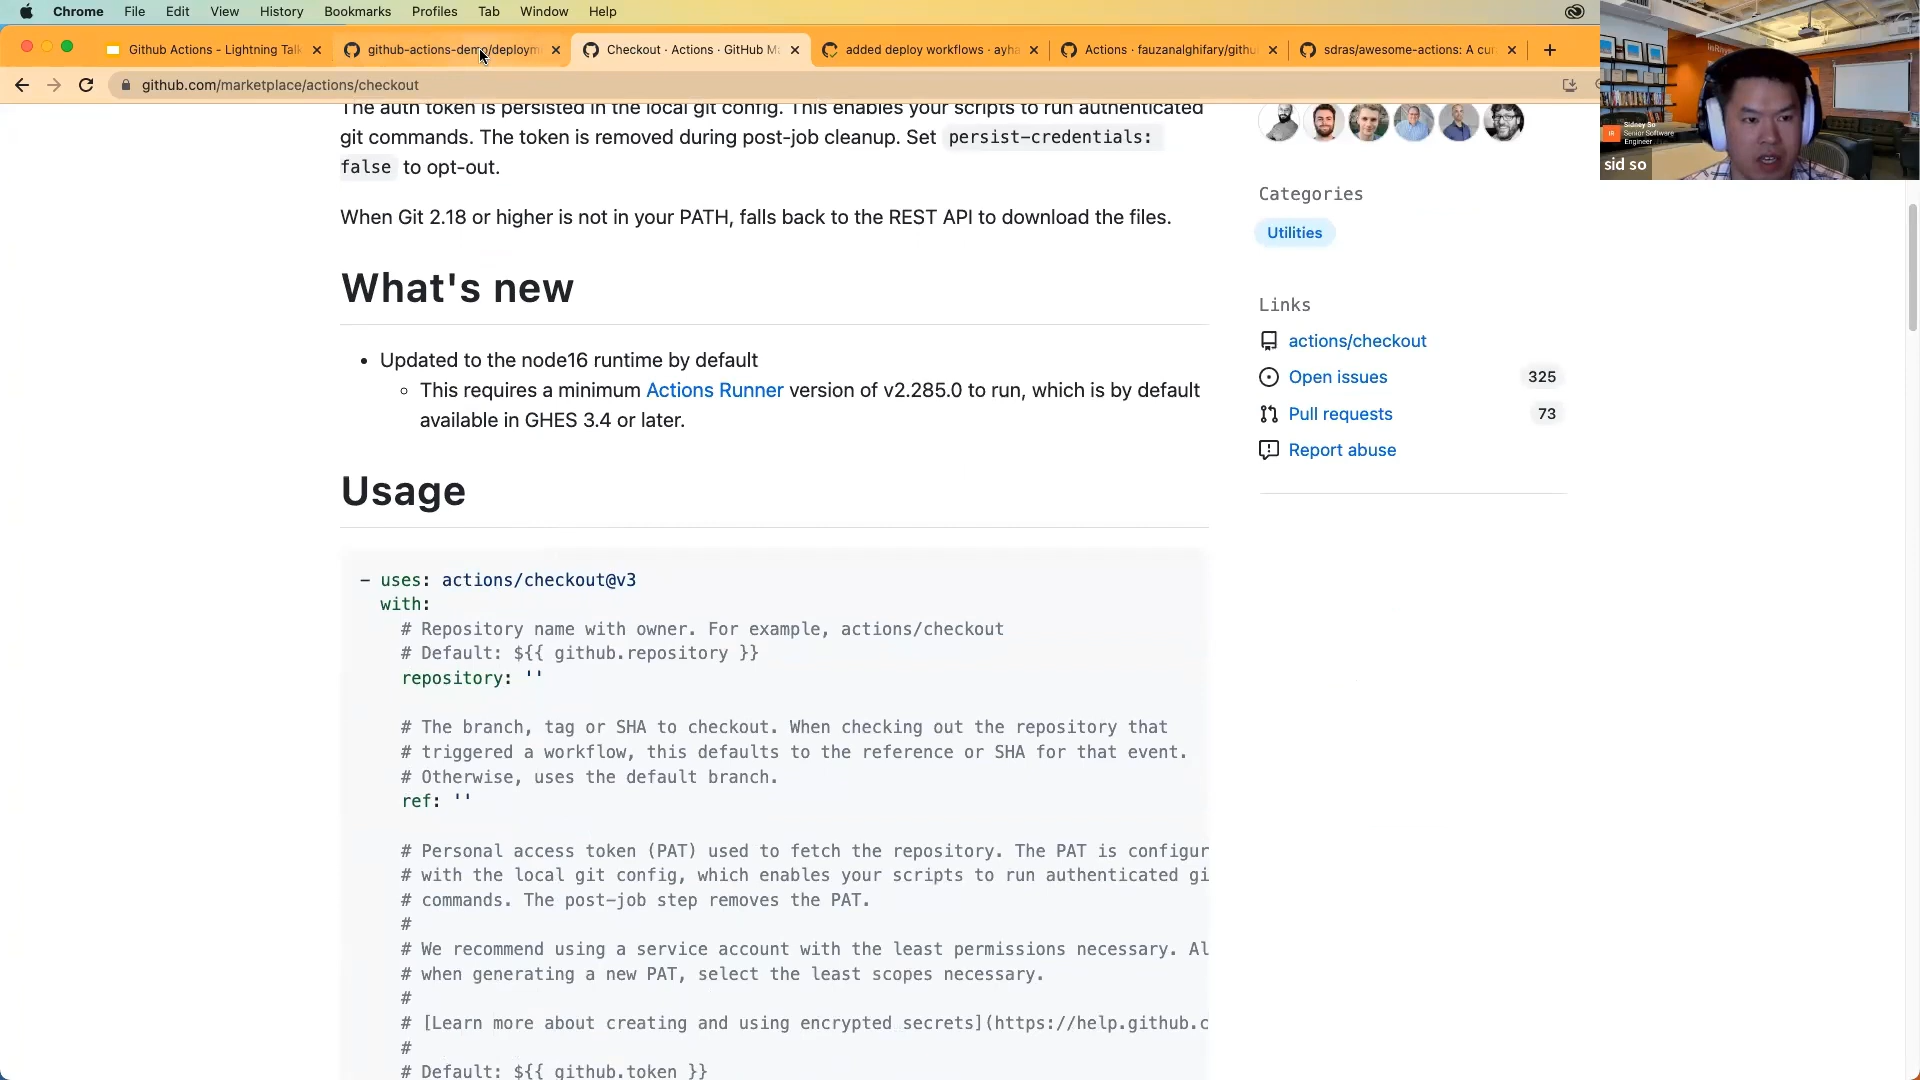 Chrome File Edit View History Bookmarks Profiles Tab Window Help
Github Actions - Lightning Talk
github-actions-demo/deploym
Checkout · Actions · GitHub M
added deploy workflows · ayha
Actions · fauzanalghifary/githu
sdras/awesome-actions: A cur
github.com/marketplace/actions/checkout
Sidney So
Senior Software
Engineer
sid so
The auth token is persisted in the local git config. This enables your scripts to run authenticated
git commands. The token is removed during post-job cleanup. Set persist-credentials:
false to opt-out.
When Git 2.18 or higher is not in your PATH, falls back to the REST API to download the files.
What's new
• Updated to the node16 runtime by default
◦ This requires a minimum Actions Runner version of v2.285.0 to run, which is by default
available in GHES 3.4 or later.
Usage
- uses: actions/checkout@v3
with:
# Repository name with owner. For example, actions/checkout
# Default: ${{ github.repository }}
repository: ''
# The branch, tag or SHA to checkout. When checking out the repository that
# triggered a workflow, this defaults to the reference or SHA for that event.
# Otherwise, uses the default branch.
ref: ''
# Personal access token (PAT) used to fetch the repository. The PAT is configur
# with the local git config, which enables your scripts to run authenticated gi
# commands. The post-job step removes the PAT.
#
# We recommend using a service account with the least permissions necessary. Al
# when generating a new PAT, select the least scopes necessary.
#
# [Learn more about creating and using encrypted secrets](https://help.github.c
#
# Default: ${{ github.token }}
Categories
Utilities
Links
actions/checkout
Open issues 325
Pull requests 73
Report abuse